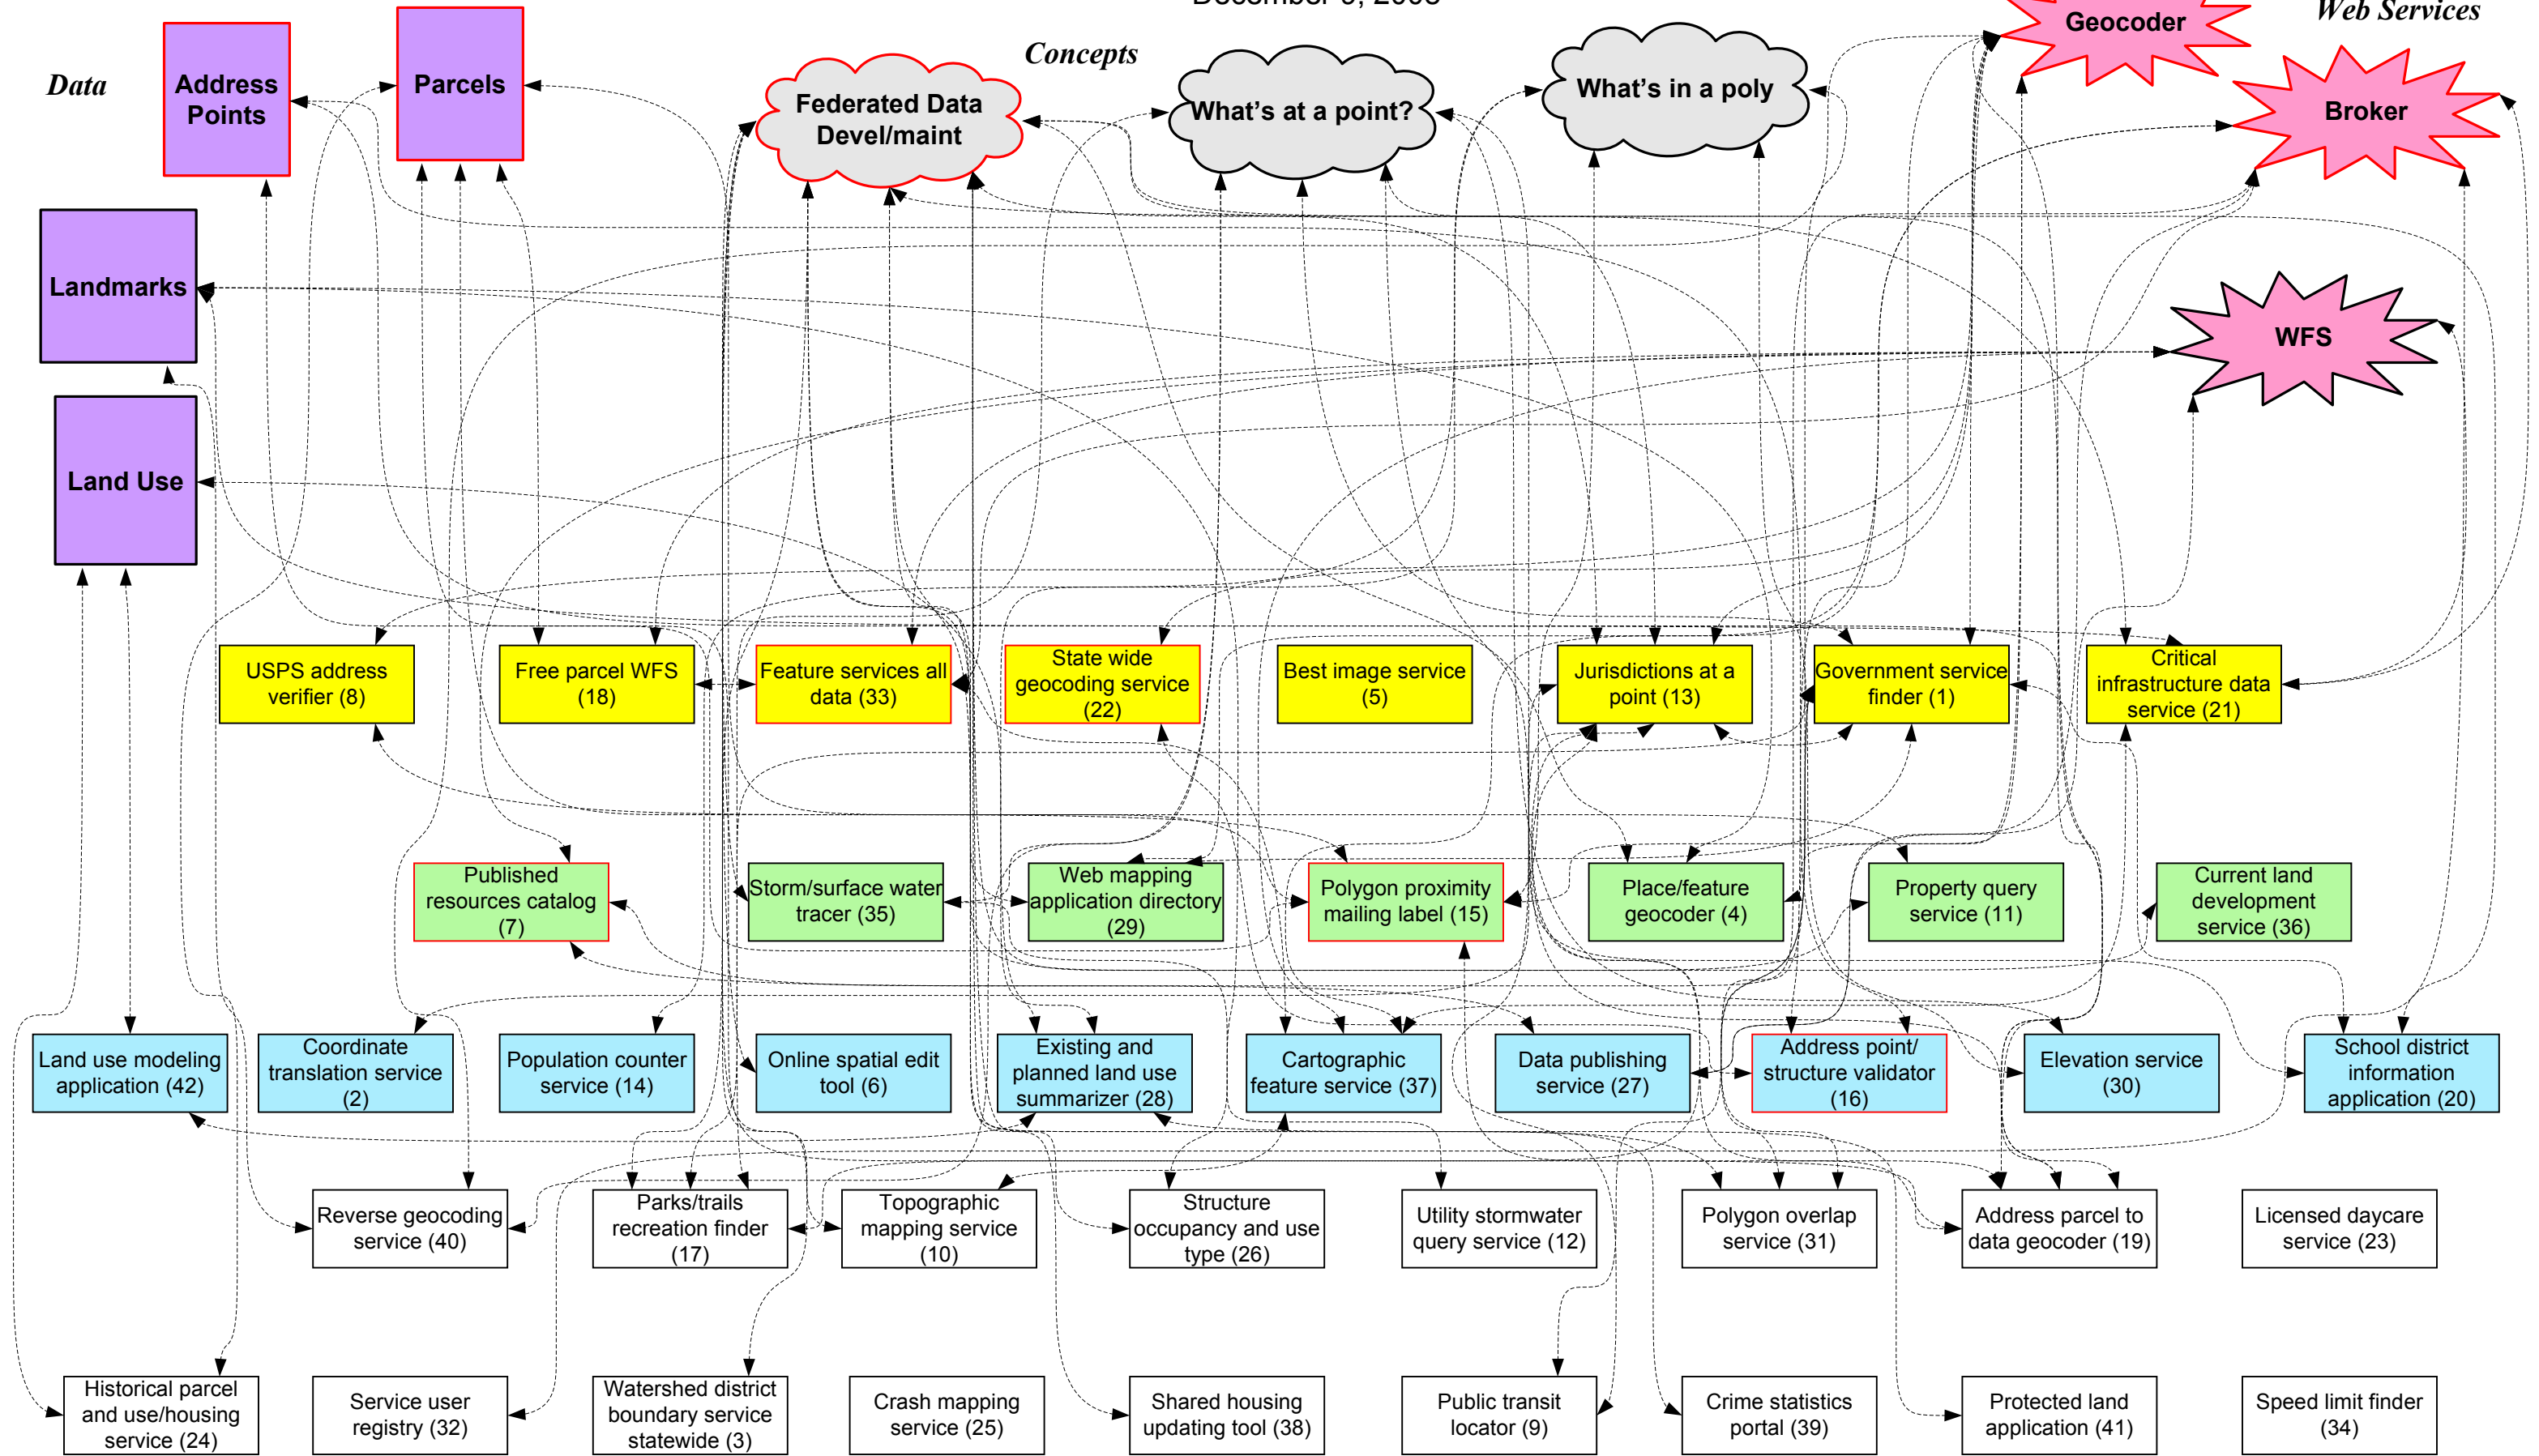 Geocoder
Web Services
Concepts
Data
Address
Points
Parcels
Federated Data
Devel/maint
What's at a point?
What's in a poly
Broker
Landmarks
WFS
Land Use
USPS address
verifier (8)
Free parcel WFS
(18)
Feature services all
data (33)
State wide
geocoding service
(22)
Best image service
(5)
Jurisdictions at a
point (13)
Government service
finder (1)
Critical
infrastructure data
service (21)
Published
resources catalog
(7)
Storm/surface water
tracer (35)
Web mapping
application directory
(29)
Polygon proximity
mailing label (15)
Place/feature
geocoder (4)
Property query
service (11)
Current land
development
service (36)
Land use modeling
application (42)
Coordinate
translation service
(2)
Population counter
service (14)
Online spatial edit
tool (6)
Existing and
planned land use
summarizer (28)
Cartographic
feature service (37)
Data publishing
service (27)
Address point/
structure validator
(16)
Elevation service
(30)
School district
information
application (20)
Reverse geocoding
service (40)
Parks/trails
recreation finder
(17)
Topographic
mapping service
(10)
Structure
occupancy and use
type (26)
Utility stormwater
query service (12)
Polygon overlap
service (31)
Address parcel to
data geocoder (19)
Licensed daycare
service (23)
Historical parcel
and use/housing
service (24)
Service user
registry (32)
Watershed district
boundary service
statewide (3)
Crash mapping
service (25)
Shared housing
updating tool (38)
Public transit
locator (9)
Crime statistics
portal (39)
Protected land
application (41)
Speed limit finder
(34)